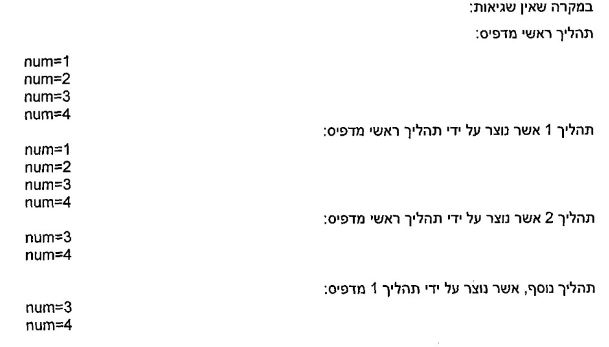 במקרה שאין שגיאות:
תהליך ראשי מדפיס:
num=1
num=2
num=3
num=4
תהליך 1 אשר נוצר על ידי תהליך ראשי מדפיס:
num=1
num=2
num=3
num=4
תהליך 2 אשר נוצר על ידי תהליך ראשי מדפיס:
num=3
num=4
תהליך נוסף, אשר נוצר על ידי תהליך 1 מדפיס:
num=3
num=4